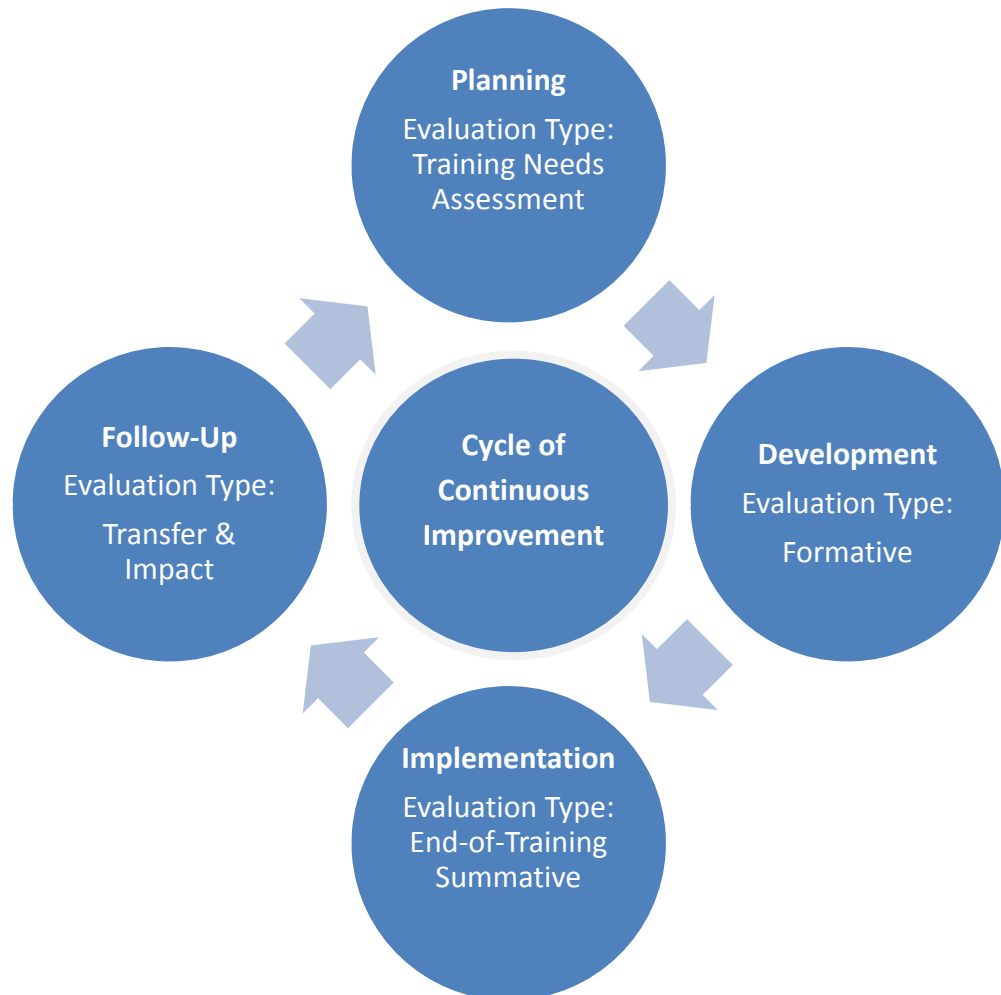 Planning
Evaluation Type:
Training Needs
Assessment
Follow-Up
Evaluation Type:
Transfer &
Impact
Cycle of
Continuous
Improvement
Development
Evaluation Type:
Formative
Implementation
Evaluation Type:
End-of-Training
Summative